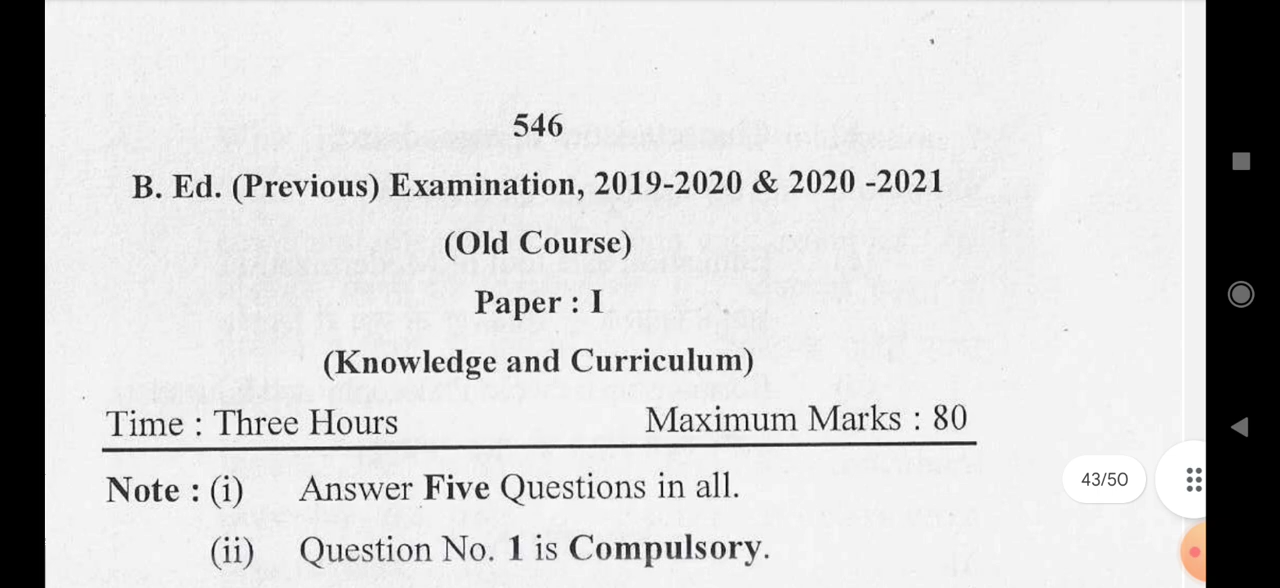 546
B. Ed. (Previous) Examination, 2019-2020 & 2020 -2021
(Old Course)
Paper : I
(Knowledge and Curriculum)
Time : Three Hours Maximum Marks : 80
Note : (i) Answer Five Questions in all.
(ii) Question No. 1 is Compulsory.
43/50